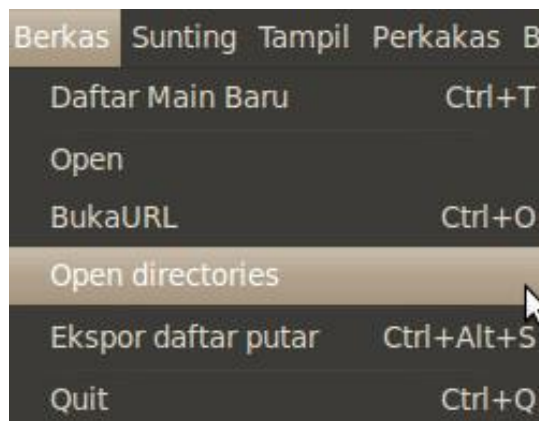 Berkas Sunting Tampil Perkakas B
Daftar Main Baru Ctrl+T
Open
BukaURL Ctrl+O
Open directories
Ekspor daftar putar Ctrl+Alt+S
Quit Ctrl+Q